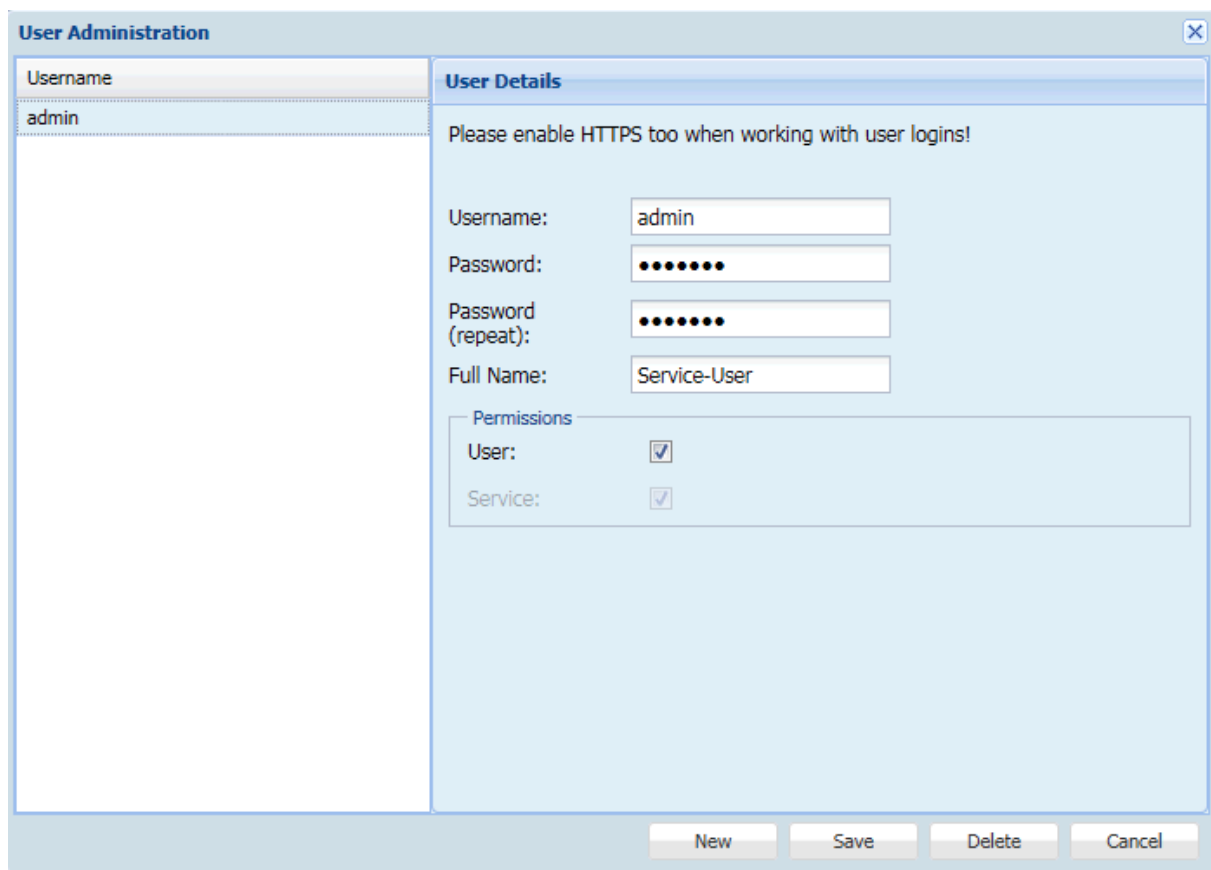 User Administration
Username
admin
User Details
Please enable HTTPS too when working with user logins!
Username: admin
Password: •••••••
Password
(repeat): •••••••
Full Name: Service-User
Permissions
User:
Service:
New Save Delete Cancel